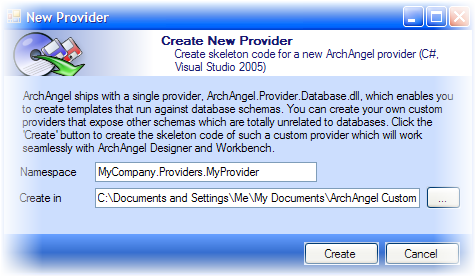 New Provider
Create New Provider
Create skeleton code for a new ArchAngel provider (C#,
Visual Studio 2005)
ArchAngel ships with a single provider, ArchAngel.Provider.Database.dll, which enables you
to create templates that run against database schemas. You can create your own custom
providers that expose other schemas which are totally unrelated to databases. Click the
'Create' button to create the skeleton code of such a custom provider which will work
seamlessly with ArchAngel Designer and Workbench.
Namespace MyCompany.Providers.MyProvider
Create in C:\Documents and Settings\Me\My Documents\ArchAngel Custom ...
Create Cancel